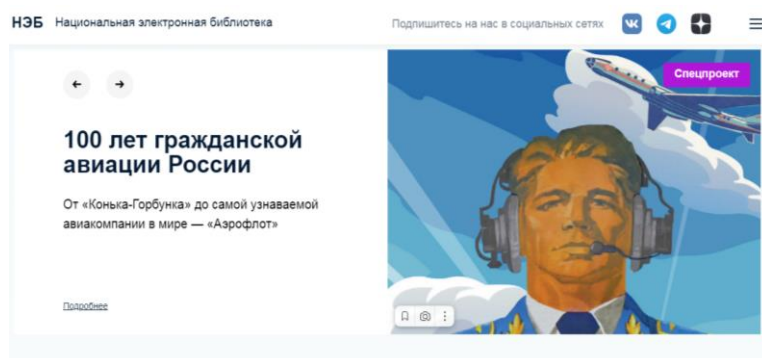 НЭБ Национальная электронная библиотека
Подпишитесь на нас в социальных сетях
Спецпроект
100 лет гражданской
авиации России
От «Конька-Горбунка» до самой узнаваемой
авиакомпании в мире — «Аэрофлот»
Подробнее